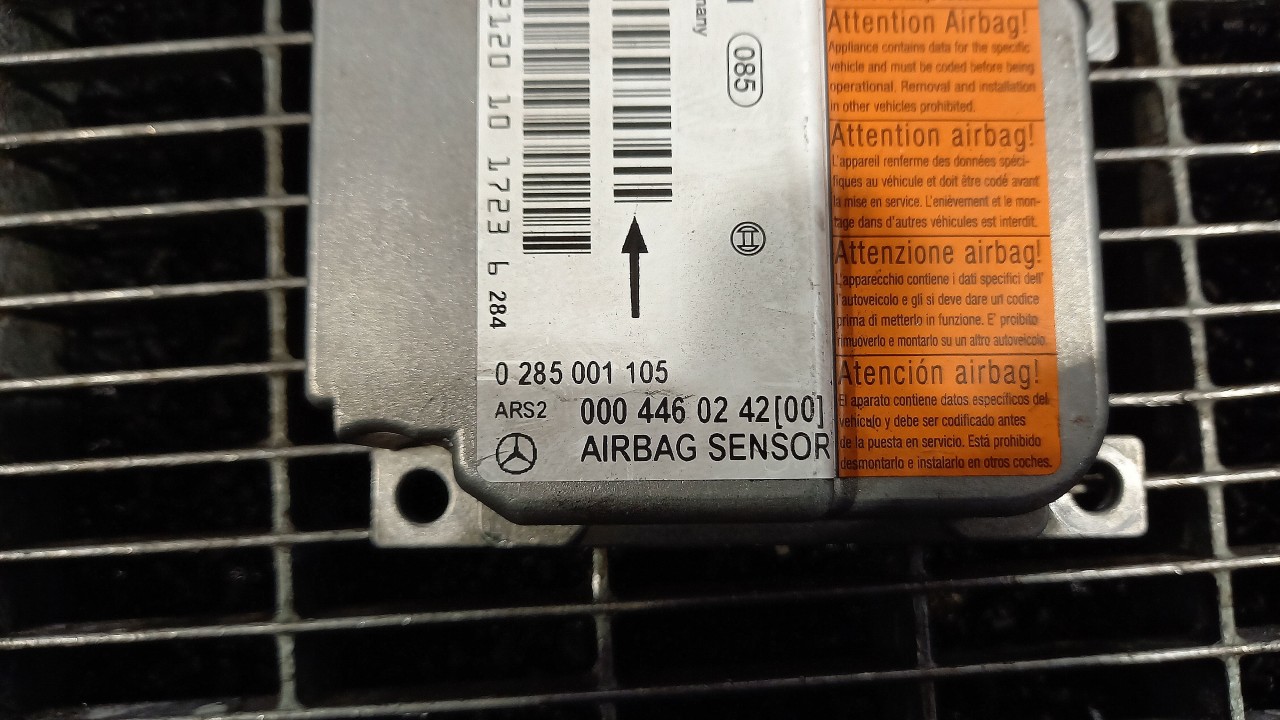 2120 10 1723 6 284
many
085
0 285 001 105
ARS2 000 446 02 42[00]
AIRBAG SENSOR
Attention Airbag!
Appliance contains data for the specific
vehicle and must be coded before being
operational. Removal and installation
in other vehicles prohibited.
Attention airbag!
L'appareil renferme des données spéci-
fiques au véhicule et doit être codé avant
la mise en service. L'enlévement et le mon-
tage dans d'autres véhicules est interdit.
Attenzione airbag!
L'apparecchio contiene i dati specifici dell'
l'autoveicolo e gli si deve dare un codice
prima di metterlo in funzione. E' proibito
rimuoverlo e montarlo su un altro autoveicolo.
Atención airbag!
El aparato contiene datos específicos del
vehículo y debe ser codificado antes
de la puesta en servicio. Está prohibido
desmontarlo e instalarlo en otros coches.